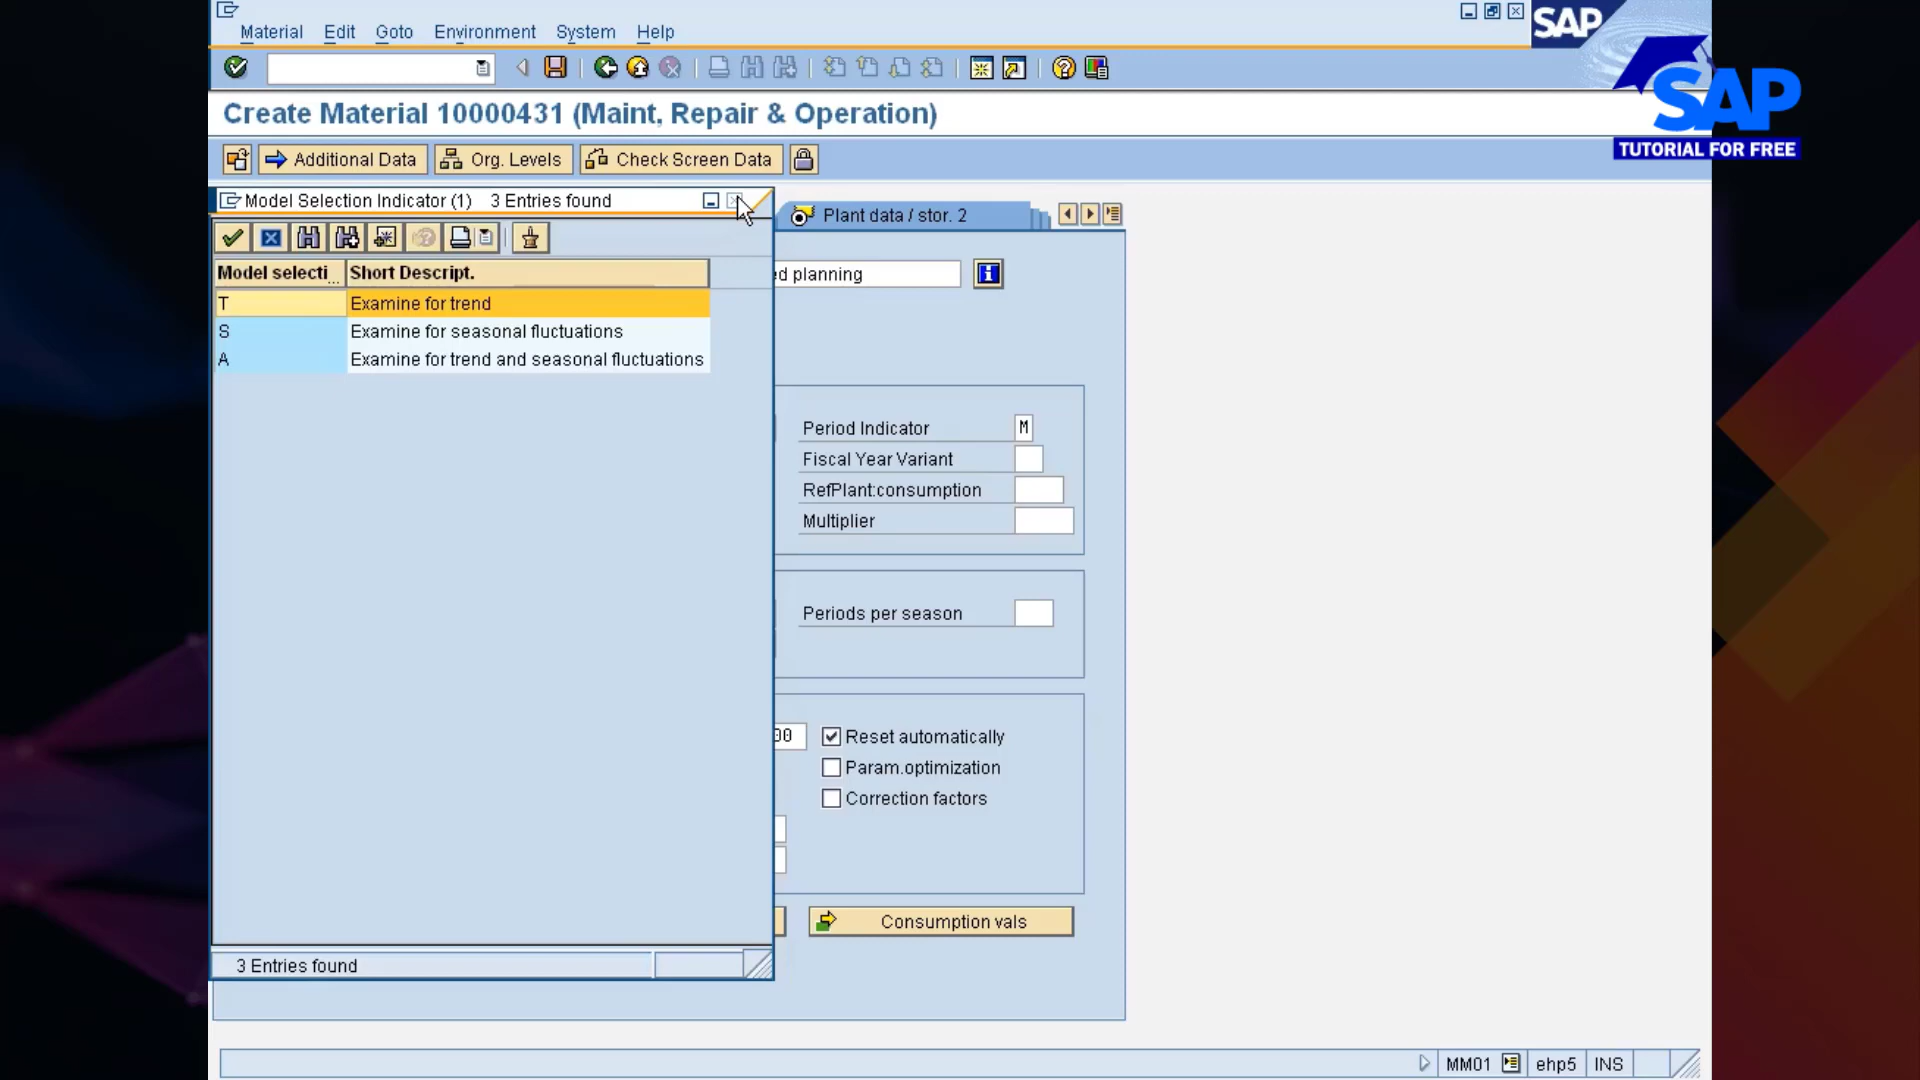 Material Edit Goto Environment System Help
SAP
SAP
TUTORIAL FOR FREE
Create Material 10000431 (Maint, Repair & Operation)
Additional Data Org. Levels Check Screen Data
Model Selection Indicator (1) 3 Entries found
Plant data / stor. 2
Model selecti... Short Descript.
ed planning
T Examine for trend
S Examine for seasonal fluctuations
A Examine for trend and seasonal fluctuations
Period Indicator M
Fiscal Year Variant
RefPlant:consumption
Multiplier
Periods per season
00 Reset automatically
Param.optimization
Correction factors
Consumption vals
3 Entries found
MM01 ehp5 INS